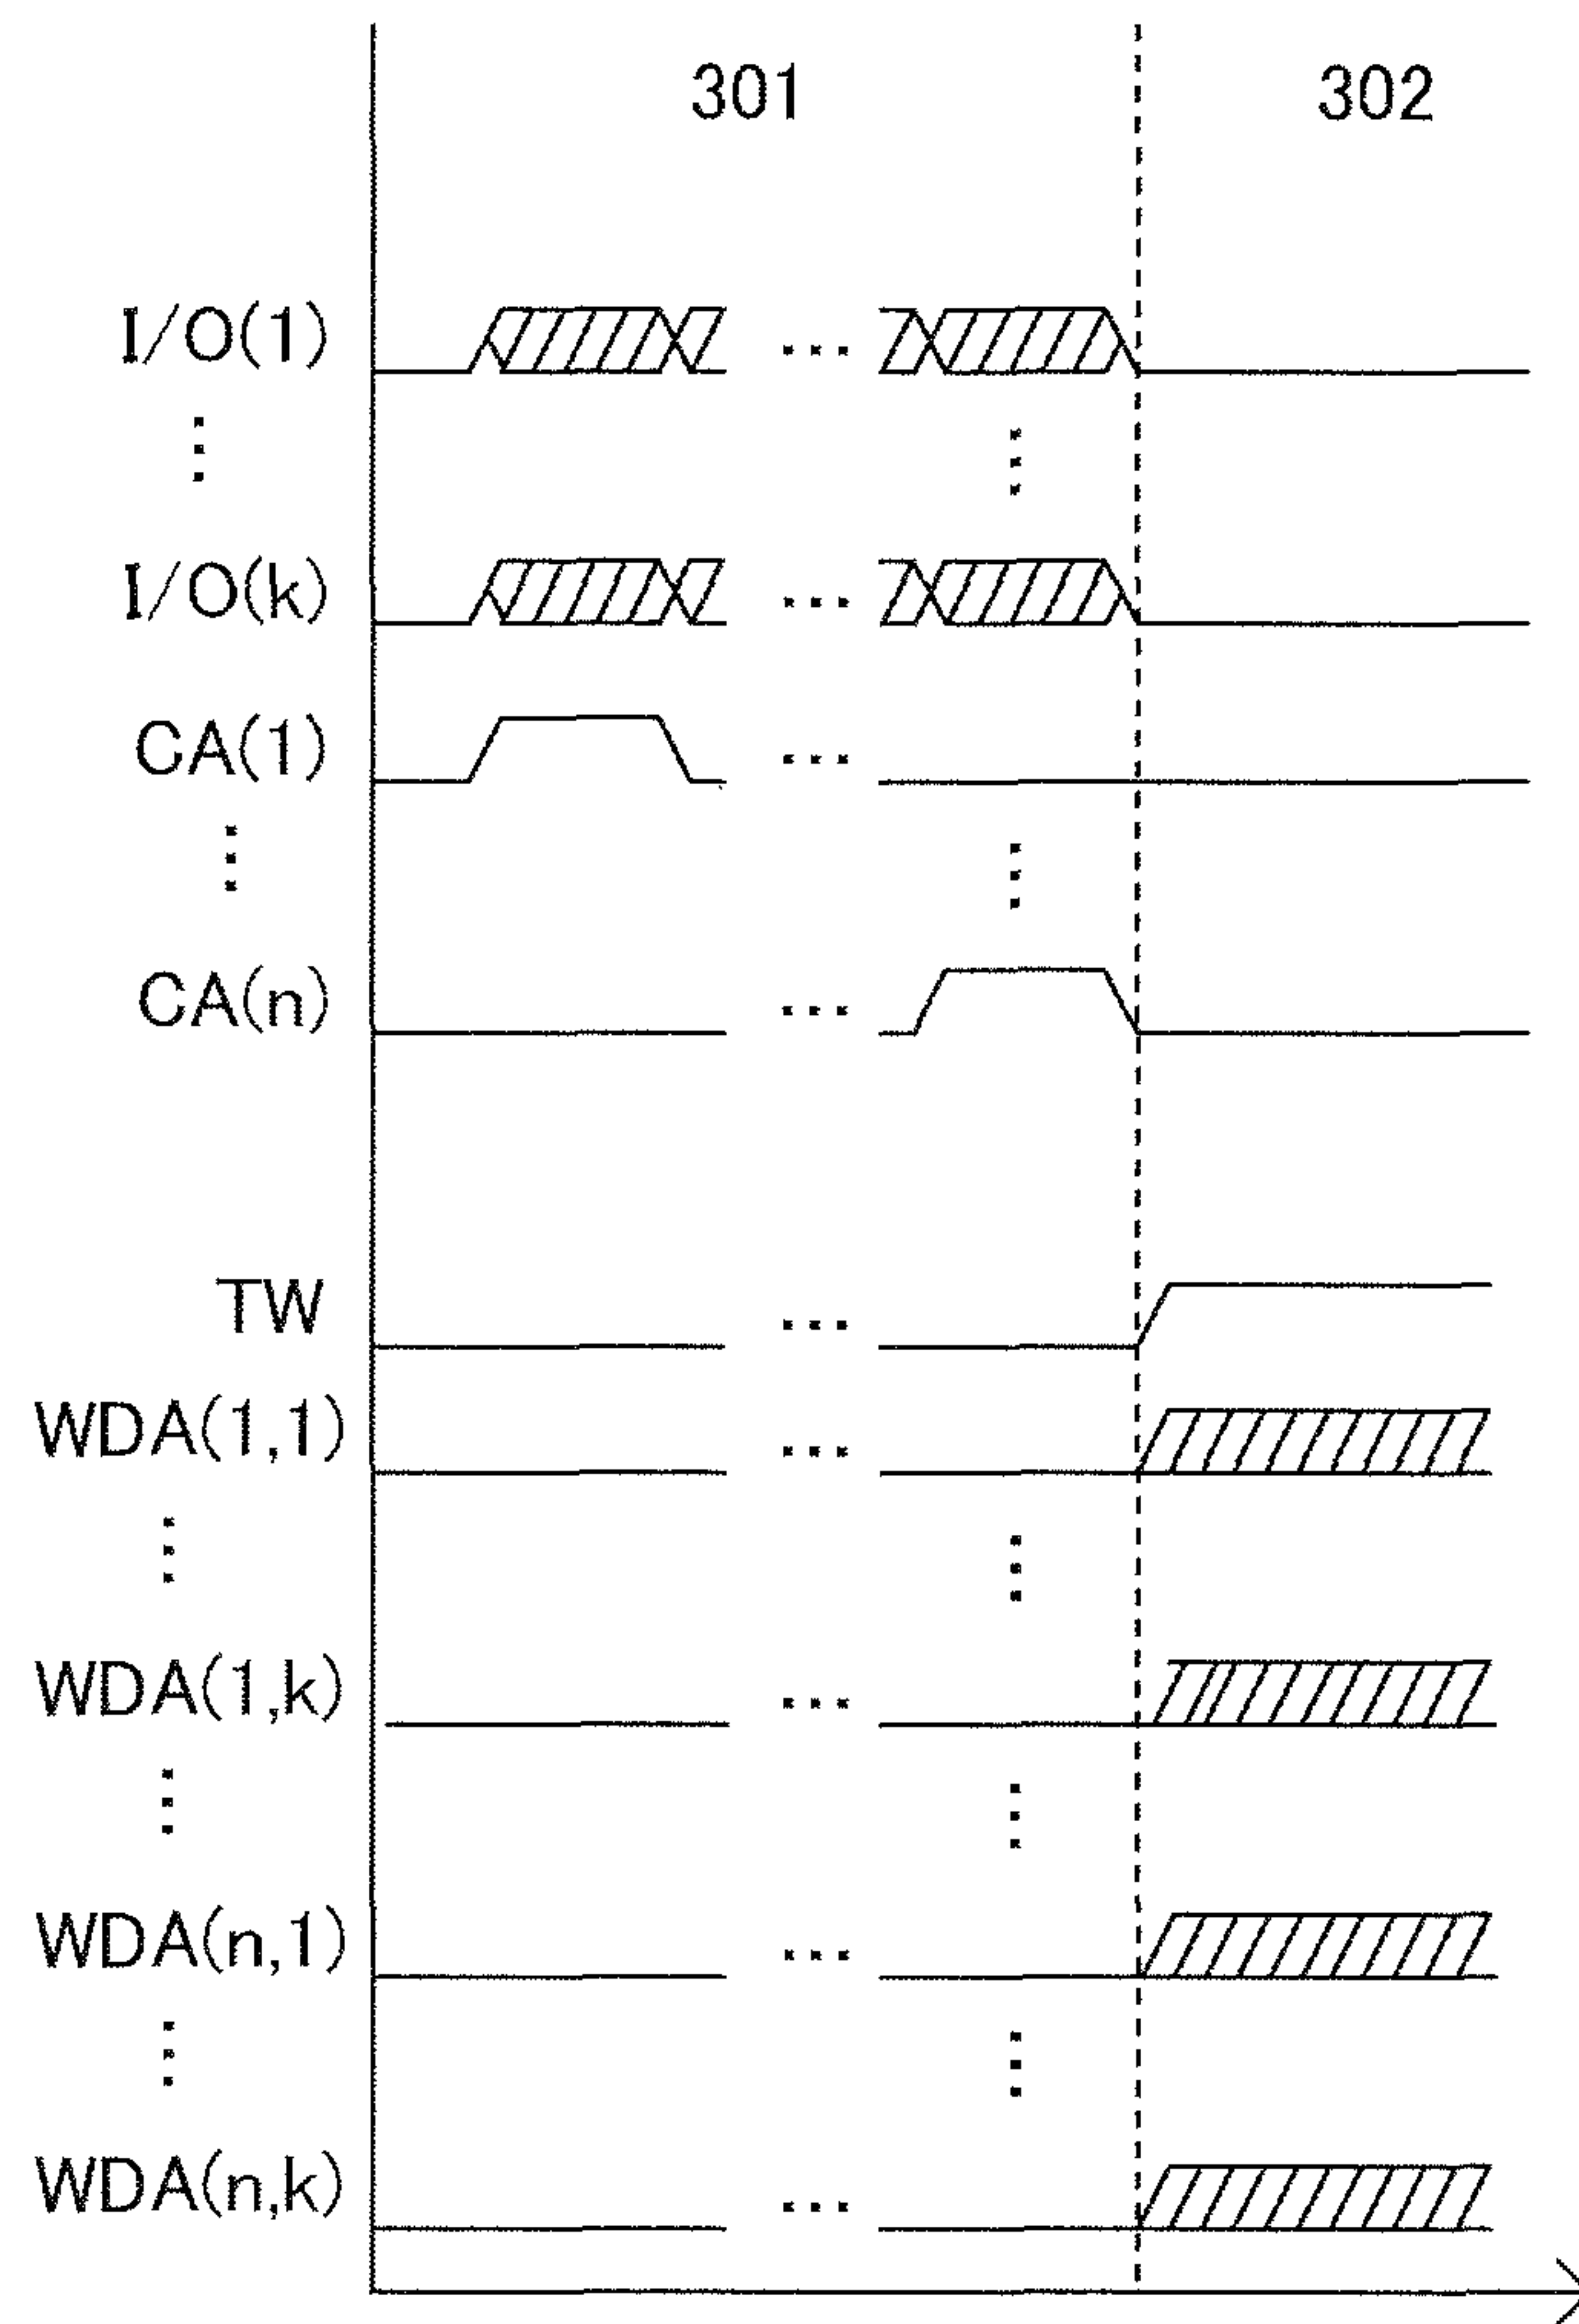 301 302
I/O(1)
I/O(k)
CA(1)
CA(n)
TW
WDA(1,1)
WDA(1,k)
WDA(n,1)
WDA(n,k)